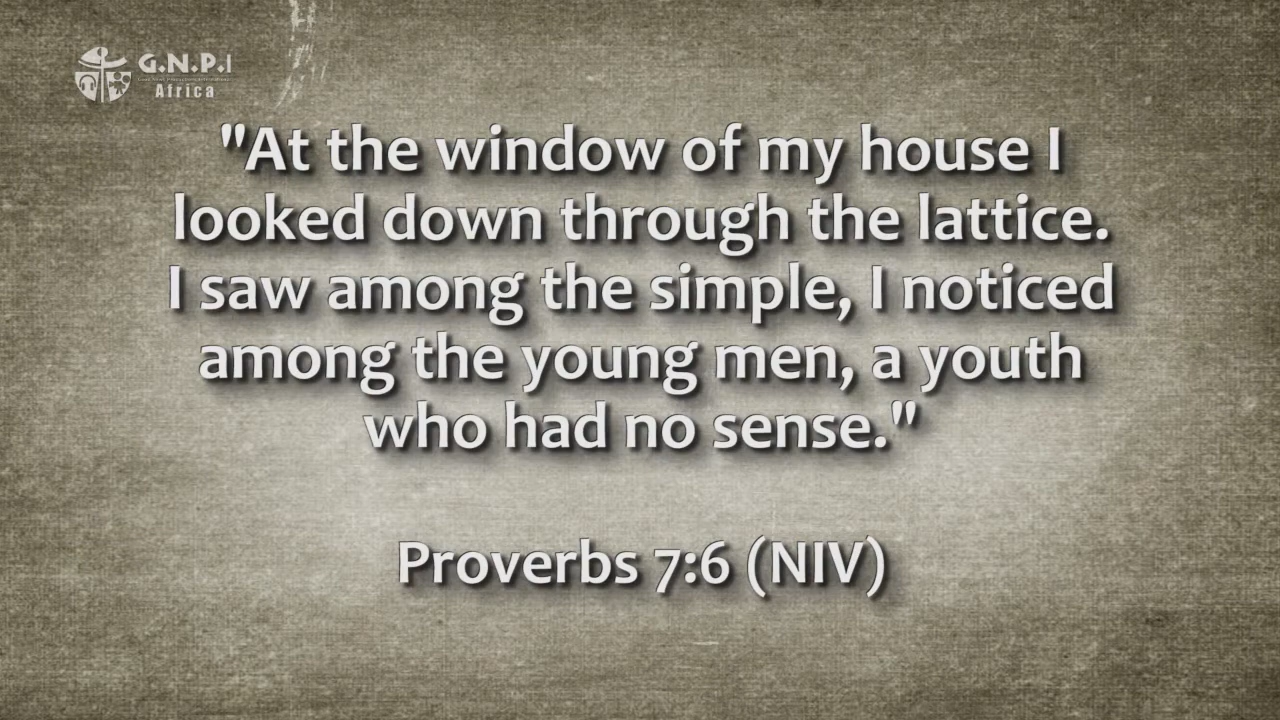 G.N.P.I
Africa
"At the window of my house I
looked down through the lattice.
I saw among the simple, I noticed
among the young men, a youth
who had no sense."
Proverbs 7:6 (NIV)